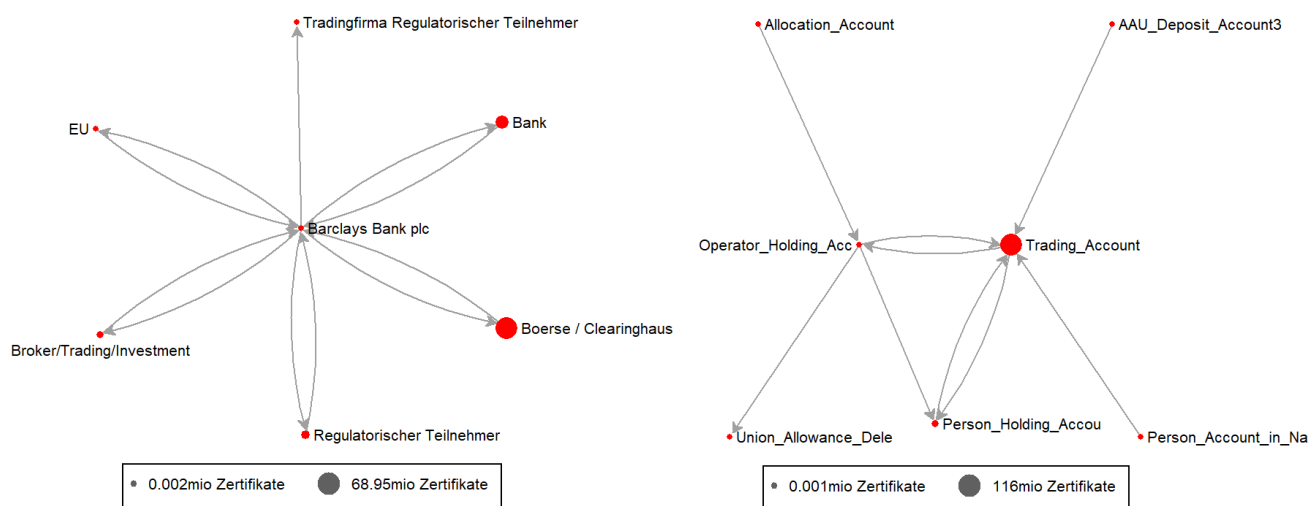 Tradingfirma Regulatorischer Teilnehmer
EU
Bank
Barclays Bank plc
Broker/Trading/Investment
Boerse / Clearinghaus
Regulatorischer Teilnehmer
0.002mio Zertifikate
68.95mio Zertifikate
Allocation_Account
AAU_Deposit_Account3
Operator_Holding_Acc
Trading_Account
Union_Allowance_Dele
Person_Holding_Accou
Person_Account_in_Na
0.001mio Zertifikate
116mio Zertifikate